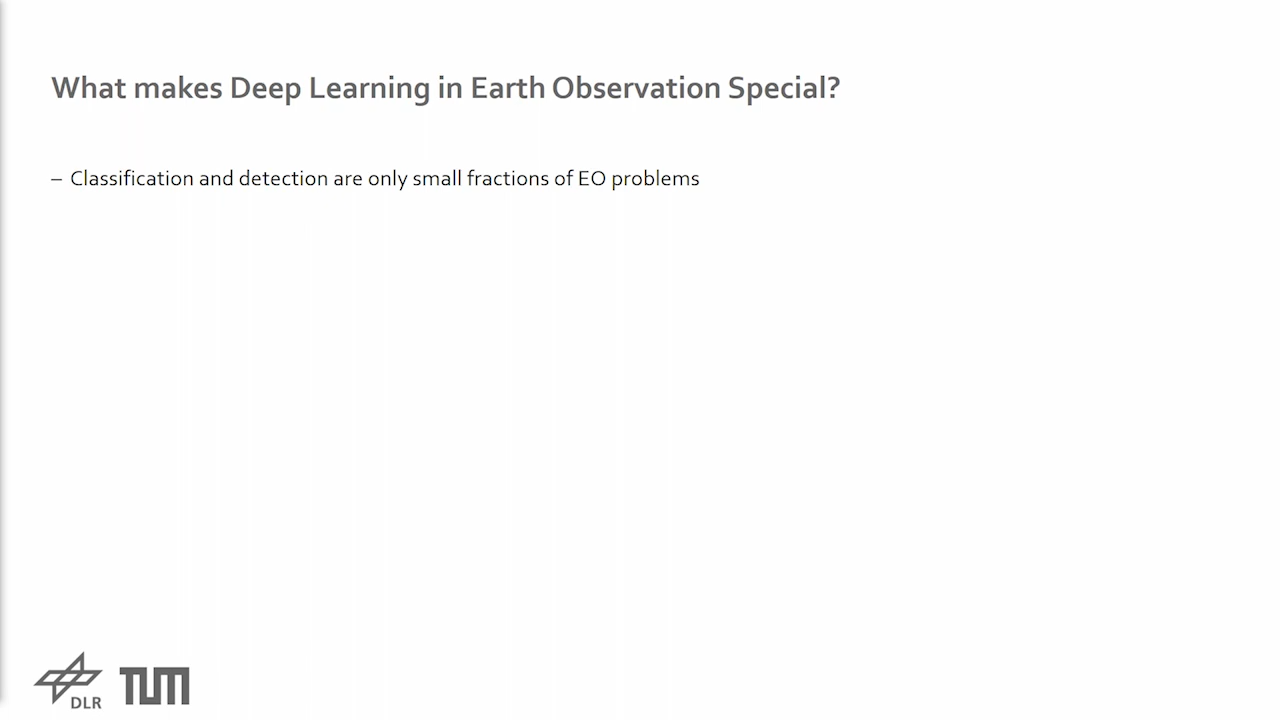 What makes Deep Learning in Earth Observation Special?
– Classification and detection are only small fractions of EO problems
DLR TUM